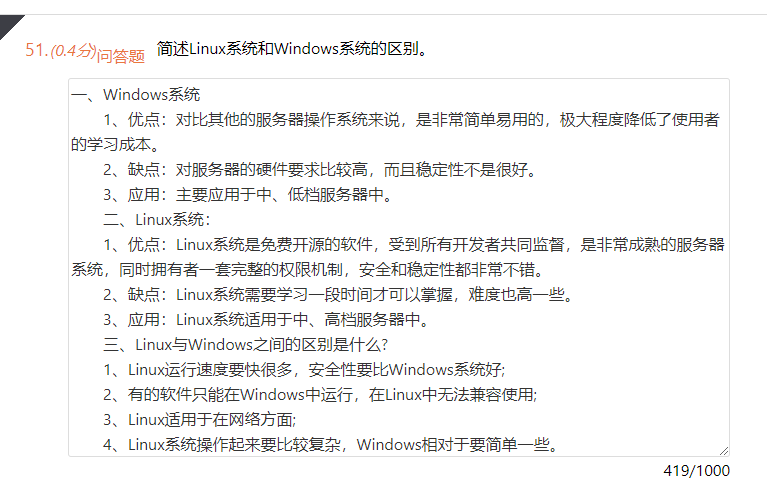 51.(0.4分)问答题 简述Linux系统和Windows系统的区别。
一、Windows系统
1、优点：对比其他的服务器操作系统来说，是非常简单易用的，极大程度降低了使用者
的学习成本。
2、缺点：对服务器的硬件要求比较高，而且稳定性不是很好。
3、应用：主要应用于中、低档服务器中。
二、Linux系统：
1、优点：Linux系统是免费开源的软件，受到所有开发者共同监督，是非常成熟的服务器
系统，同时拥有者一套完整的权限机制，安全和稳定性都非常不错。
2、缺点：Linux系统需要学习一段时间才可以掌握，难度也高一些。
3、应用：Linux系统适用于中、高档服务器中。
三、Linux与Windows之间的区别是什么?
1、Linux运行速度要快很多，安全性要比Windows系统好;
2、有的软件只能在Windows中运行，在Linux中无法兼容使用;
3、Linux适用于在网络方面;
4、Linux系统操作起来要比较复杂，Windows相对于要简单一些。
419/1000